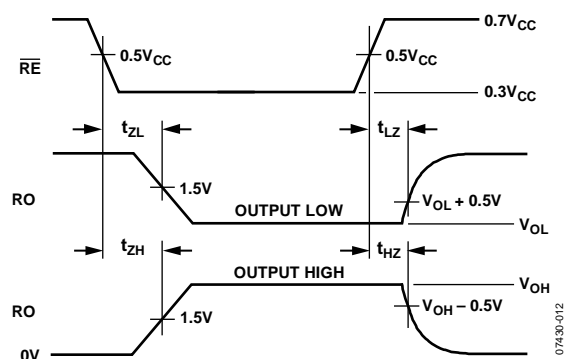 0.7VCC
RE
0.5VCC
0.5VCC
0.3VCC
tZL
tLZ
RO
1.5V
OUTPUT LOW
VOL + 0.5V
VOL
tZH
tHZ
OUTPUT HIGH
VOH
RO
1.5V
VOH – 0.5V
0V
07430-012